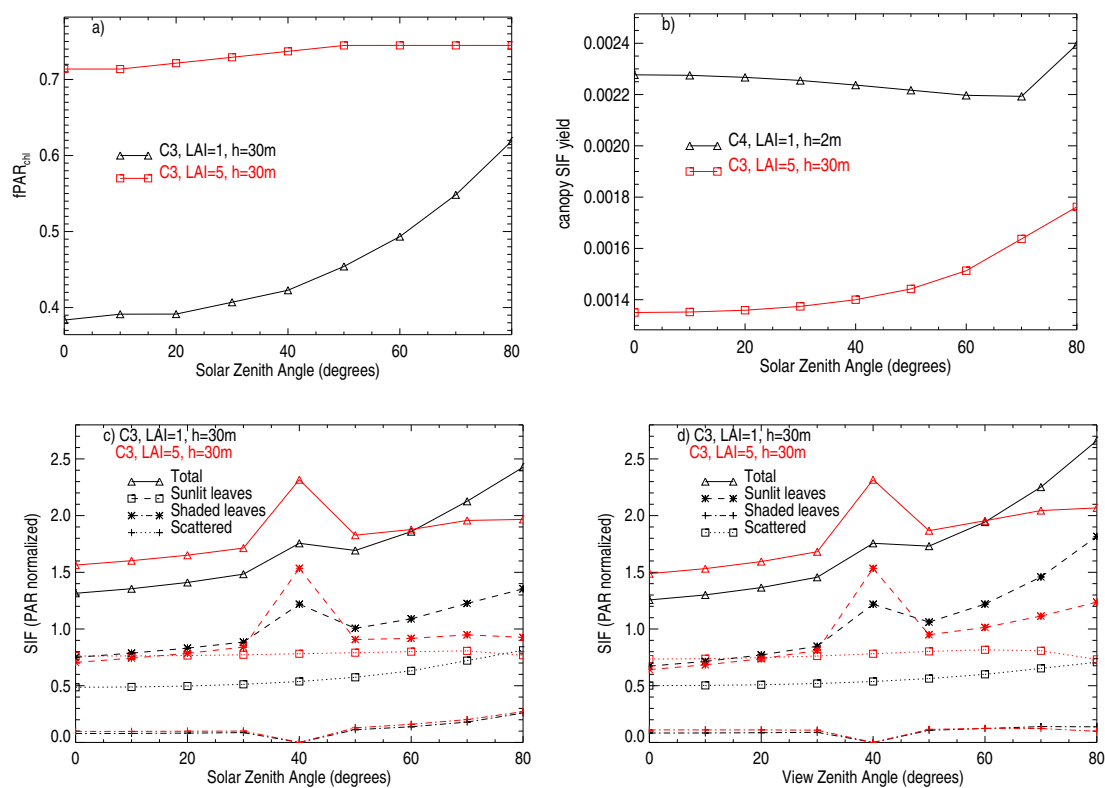 a)
0.7
0.6
0.5
0.4
fPARchl
C3, LAI=1, h=30m
C3, LAI=5, h=30m
0 20 40 60 80
Solar Zenith Angle (degrees)
b)
0.0024
0.0022
0.0020
0.0018
0.0016
0.0014
canopy SIF yield
C4, LAI=1, h=2m
C3, LAI=5, h=30m
0 20 40 60 80
Solar Zenith Angle (degrees)
c) C3, LAI=1, h=30m
C3, LAI=5, h=30m
Total
Sunlit leaves
Shaded leaves
Scattered
2.5
2.0
1.5
1.0
0.5
0.0
SIF (PAR normalized)
0 20 40 60 80
Solar Zenith Angle (degrees)
d) C3, LAI=1, h=30m
C3, LAI=5, h=30m
Total
Sunlit leaves
Shaded leaves
Scattered
2.5
2.0
1.5
1.0
0.5
0.0
SIF (PAR normalized)
0 20 40 60 80
View Zenith Angle (degrees)